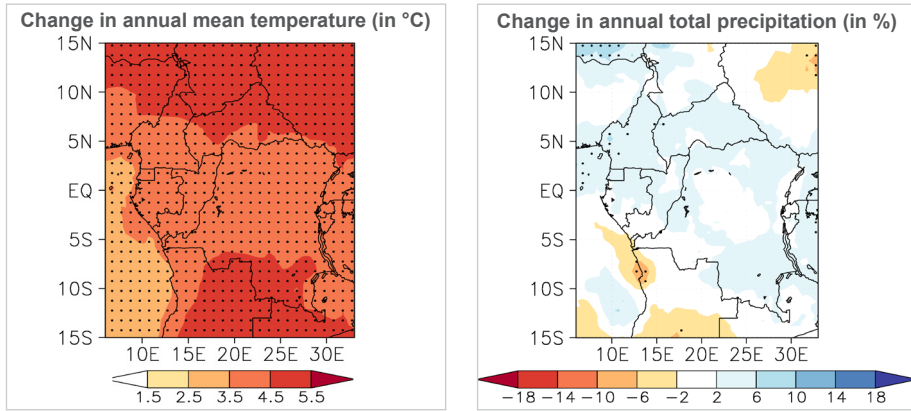 Change in annual mean temperature (in °C)
15N
10N
5N
EQ
5S
10S
15S
10E 15E 20E 25E 30E
1.5 2.5 3.5 4.5 5.5
Change in annual total precipitation (in %)
15N
10N
5N
EQ
5S
10S
15S
10E 15E 20E 25E 30E
−18 −14 −10 −6 −2 2 6 10 14 18